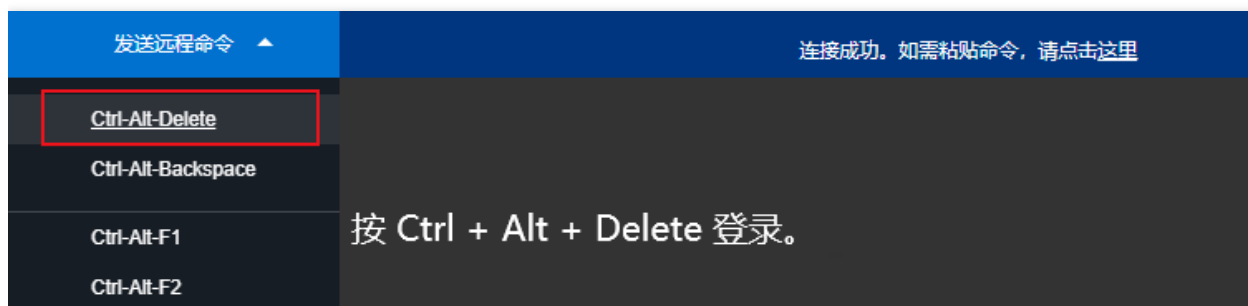 发送远程命令
连接成功。如需粘贴命令，请点击这里
Ctrl-Alt-Delete
Ctrl-Alt-Backspace
Ctrl-Alt-F1
按 Ctrl + Alt + Delete 登录。
Ctrl-Alt-F2